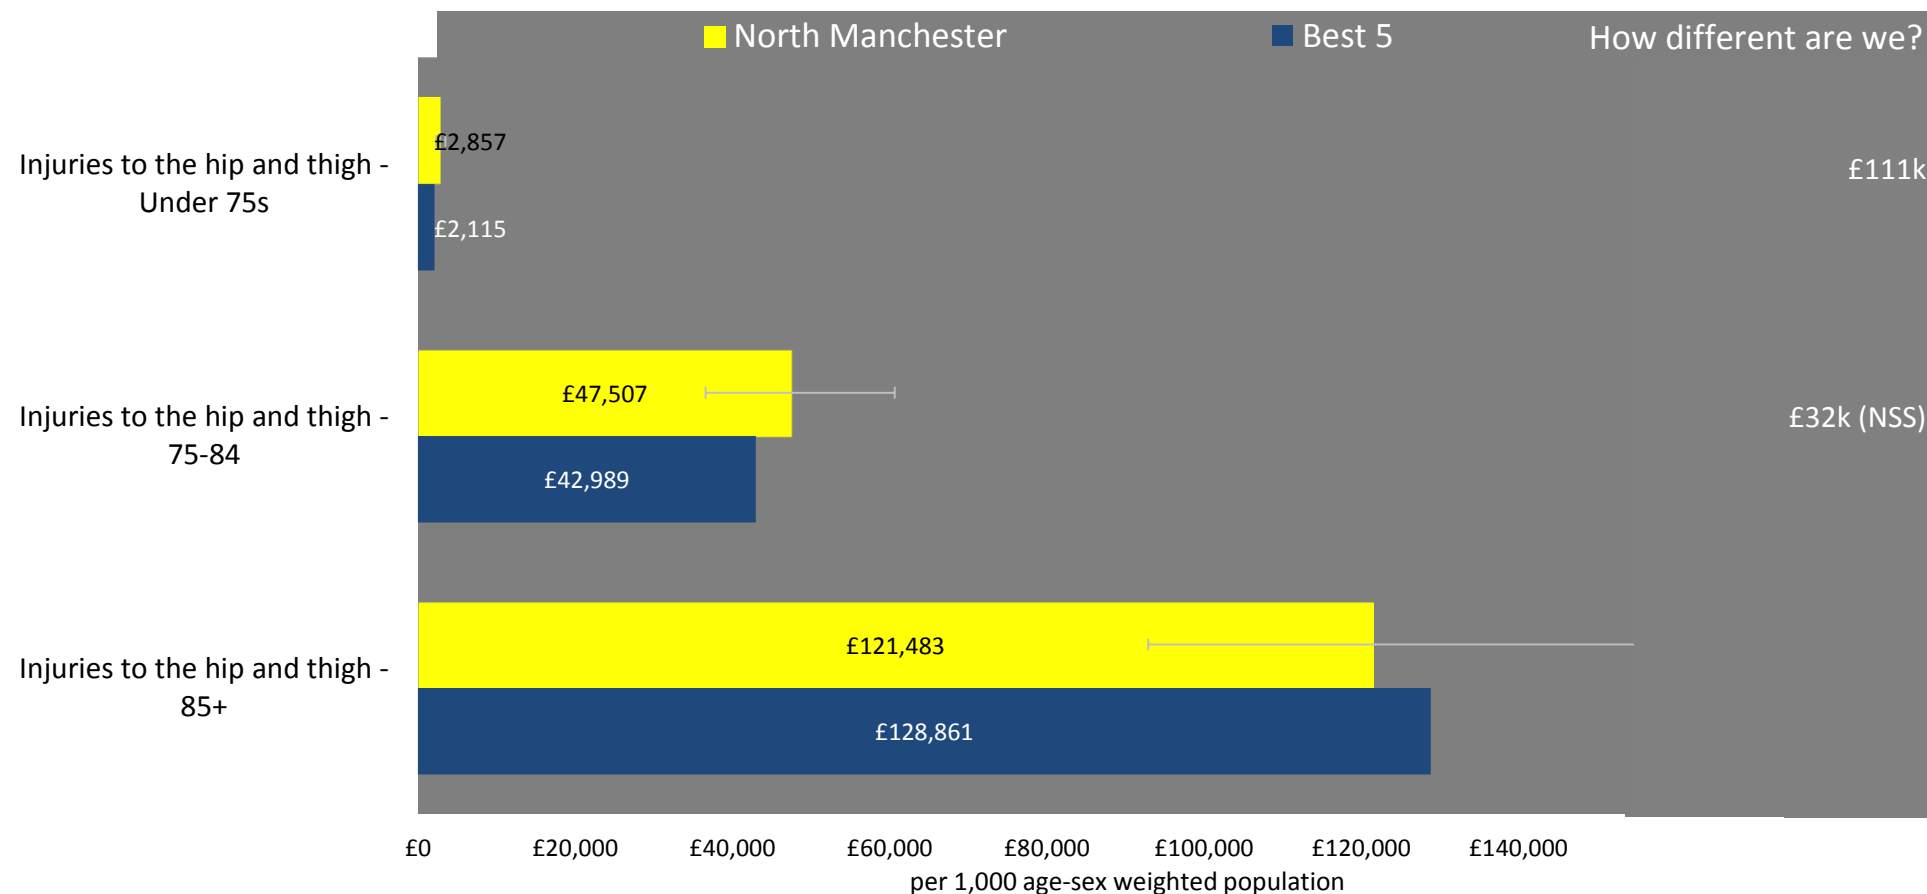 North Manchester
Best 5
How different are we?
Injuries to the hip and thigh -
Under 75s
£2,857
£2,115
£111k
Injuries to the hip and thigh -
75-84
£47,507
£42,989
£32k (NSS)
Injuries to the hip and thigh -
85+
£121,483
£128,861
£0 £20,000 £40,000 £60,000 £80,000 £100,000 £120,000 £140,000
per 1,000 age-sex weighted population